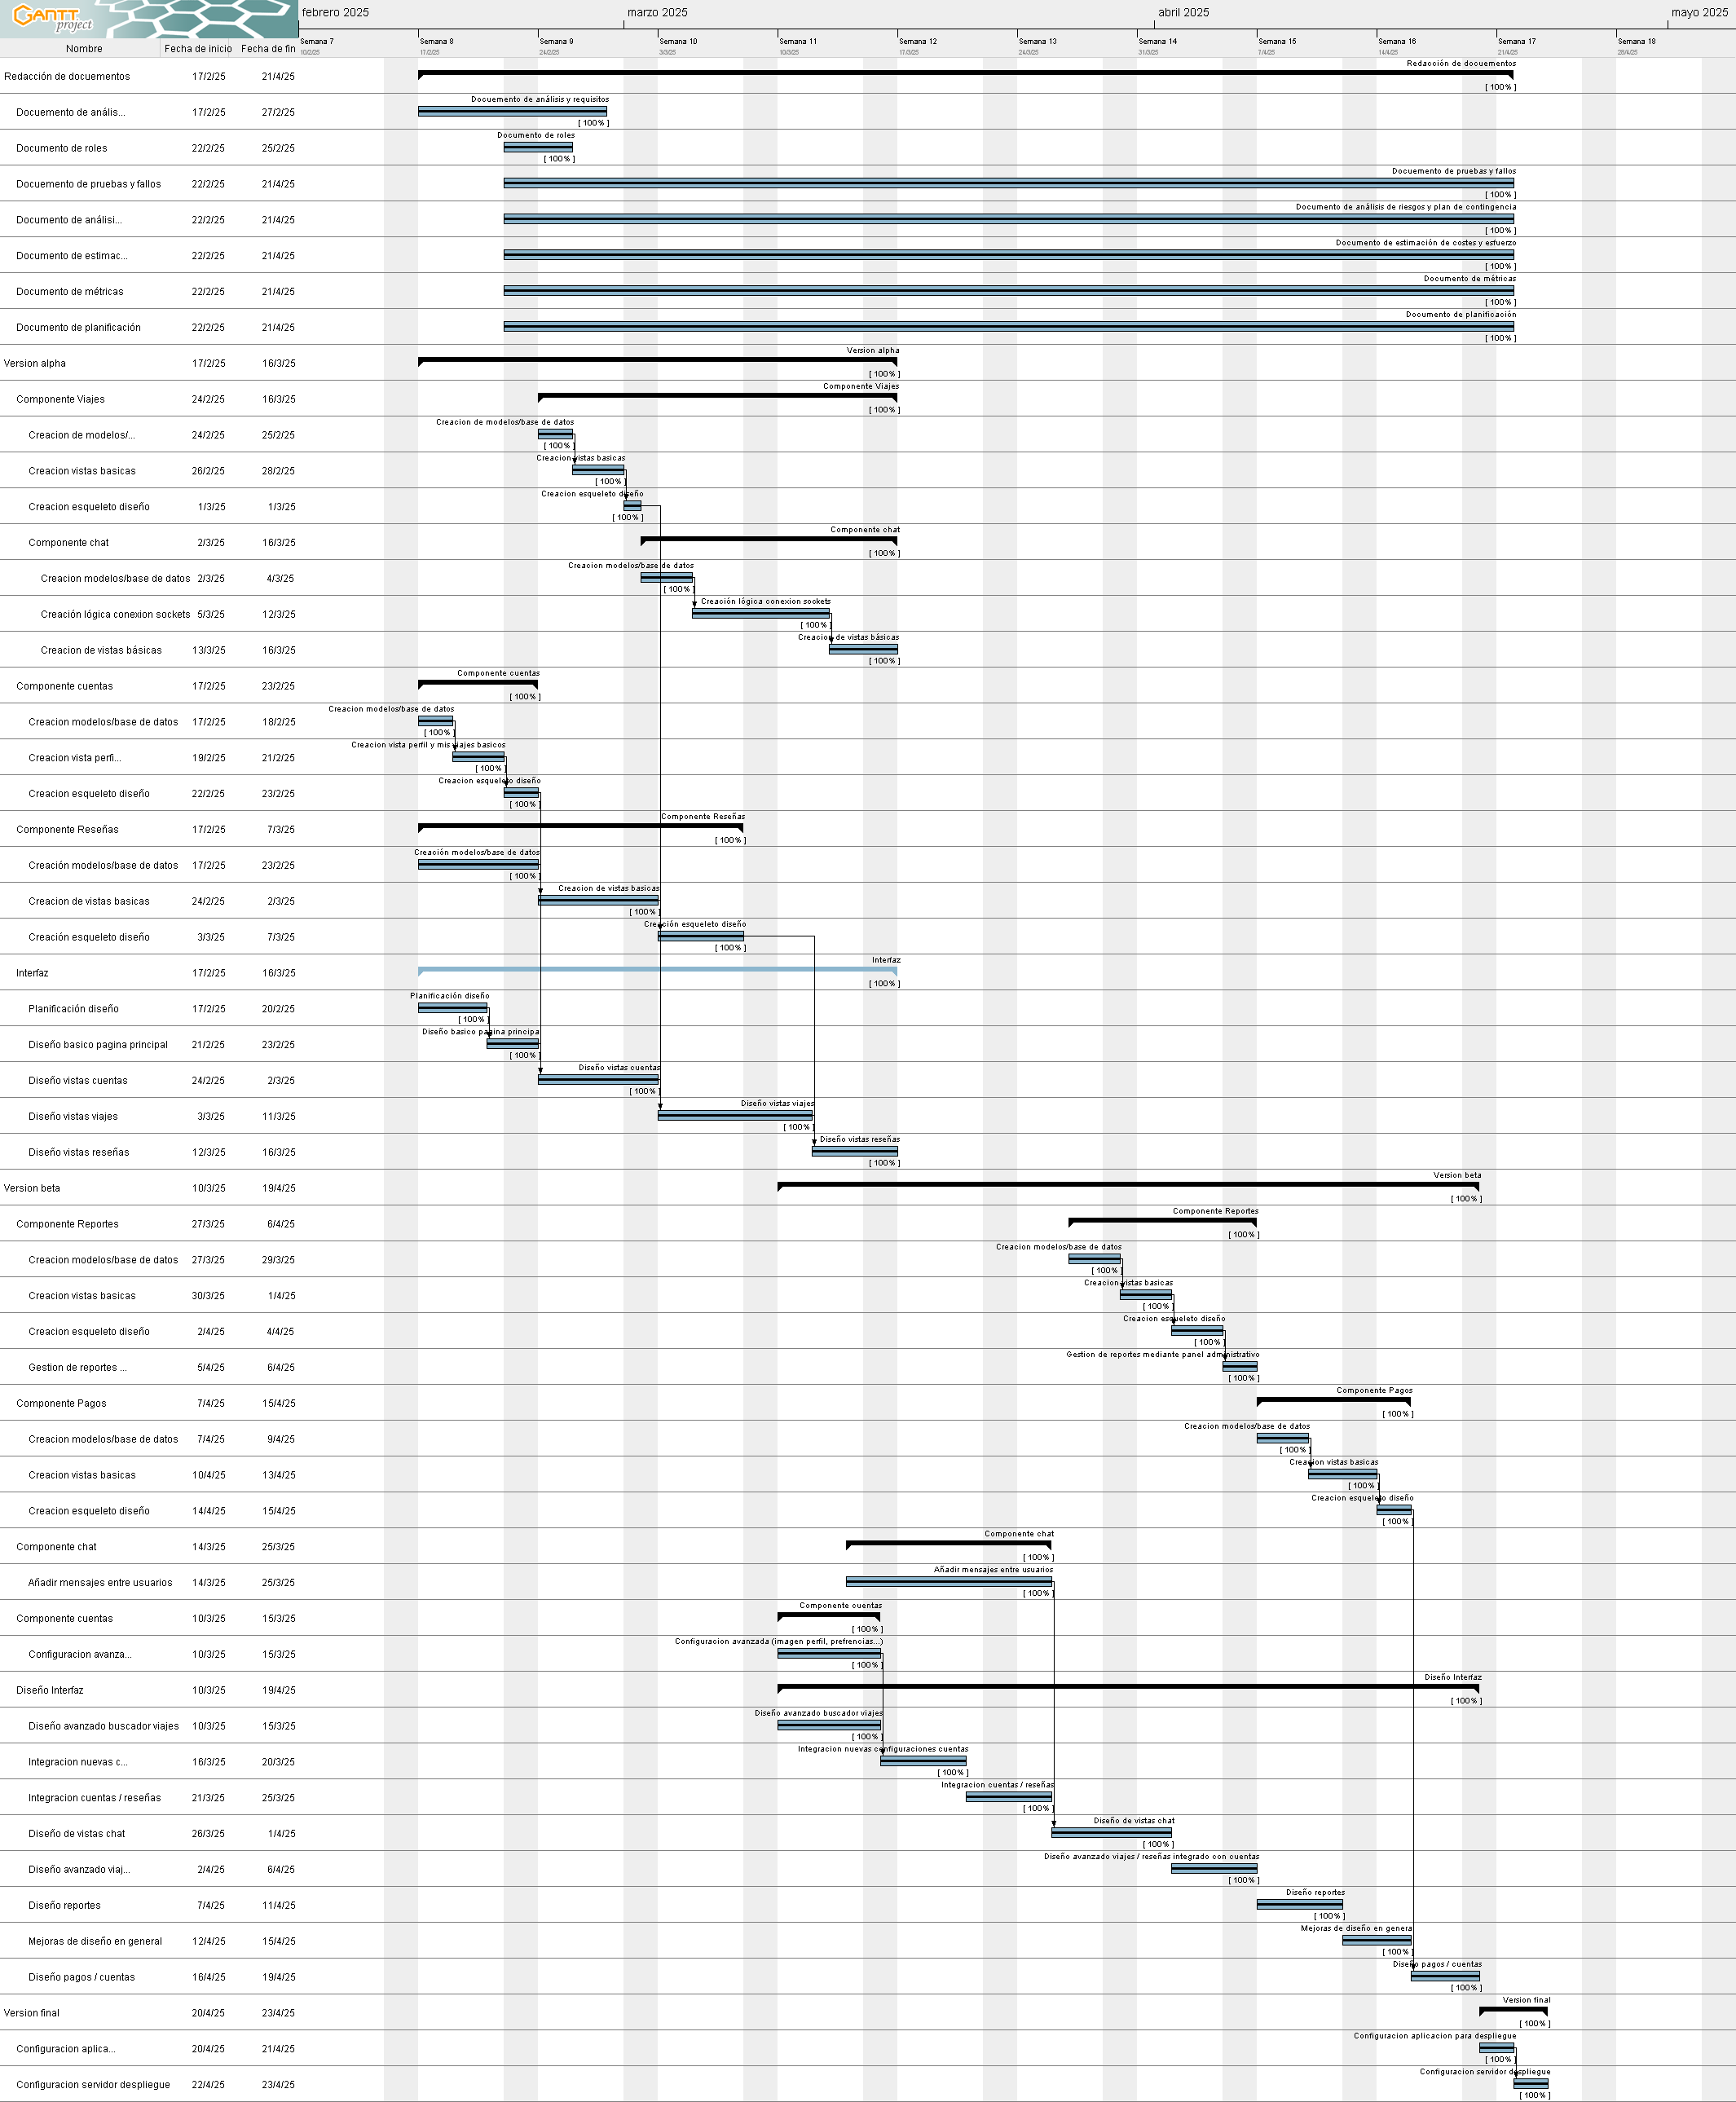 GANTT
project
febrero 2025 marzo 2025 abril 2025 mayo 2025
Nombre Fecha de inicio Fecha de fin
Semana 7 Semana 8 Semana 9 Semana 10 Semana 11 Semana 12 Semana 13 Semana 14 Semana 15 Semana 16 Semana 17 Semana 18
10/2/25 17/2/25 24/2/25 3/3/25 10/3/25 17/3/25 24/3/25 31/3/25 7/4/25 14/4/25 21/4/25 28/4/25
Redacción de docuementos 17/2/25 21/4/25 Redacción de docuementos
[ 100% ]
Docuemento de anális... 17/2/25 27/2/25 Docuemento de análisis y requisitos
[ 100% ]
Documento de roles 22/2/25 25/2/25 Documento de roles
[ 100% ]
Docuemento de pruebas y fallos 22/2/25 21/4/25 Docuemento de pruebas y fallos
[ 100% ]
Documento de análisi... 22/2/25 21/4/25 Documento de análisis de riesgos y plan de contingencia
[ 100% ]
Documento de estimac... 22/2/25 21/4/25 Documento de estimación de costes y esfuerzo
[ 100% ]
Documento de métricas 22/2/25 21/4/25 Documento de métricas
[ 100% ]
Documento de planificación 22/2/25 21/4/25 Documento de planificación
[ 100% ]
Version alpha 17/2/25 16/3/25 Version alpha
[ 100% ]
Componente Viajes 24/2/25 16/3/25 Componente Viajes
[ 100% ]
Creacion de modelos/... 24/2/25 25/2/25 Creacion de modelos/base de datos
[ 100% ]
Creacion vistas basicas 26/2/25 28/2/25 Creacion vistas basicas
[ 100% ]
Creacion esqueleto diseño 1/3/25 1/3/25 Creacion esqueleto diseño
[ 100% ]
Componente chat 2/3/25 16/3/25 Componente chat
[ 100% ]
Creacion modelos/base de datos 2/3/25 4/3/25 Creacion modelos/base de datos
[ 100% ]
Creación lógica conexion sockets 5/3/25 12/3/25 Creación lógica conexion sockets
[ 100% ]
Creacion de vistas básicas 13/3/25 16/3/25 Creacion de vistas básicas
[ 100% ]
Componente cuentas 17/2/25 23/2/25 Componente cuentas
[ 100% ]
Creacion modelos/base de datos 17/2/25 18/2/25 Creacion modelos/base de datos
[ 100% ]
Creacion vista perfi... 19/2/25 21/2/25 Creacion vista perfil y mis viajes basicos
[ 100% ]
Creacion esqueleto diseño 22/2/25 23/2/25 Creacion esqueleto diseño
[ 100% ]
Componente Reseñas 17/2/25 7/3/25 Componente Reseñas
[ 100% ]
Creación modelos/base de datos 17/2/25 23/2/25 Creación modelos/base de datos
[ 100% ]
Creacion de vistas basicas 24/2/25 2/3/25 Creacion de vistas basicas
[ 100% ]
Creación esqueleto diseño 3/3/25 7/3/25 Creación esqueleto diseño
[ 100% ]
Interfaz 17/2/25 16/3/25 Interfaz
[ 100% ]
Planificación diseño 17/2/25 20/2/25 Planificación diseño
[ 100% ]
Diseño basico pagina principal 21/2/25 23/2/25 Diseño basico pagina principa
[ 100% ]
Diseño vistas cuentas 24/2/25 2/3/25 Diseño vistas cuentas
[ 100% ]
Diseño vistas viajes 3/3/25 11/3/25 Diseño vistas viajes
[ 100% ]
Diseño vistas reseñas 12/3/25 16/3/25 Diseño vistas reseñas
[ 100% ]
Version beta 10/3/25 19/4/25 Version beta
[ 100% ]
Componente Reportes 27/3/25 6/4/25 Componente Reportes
[ 100% ]
Creacion modelos/base de datos 27/3/25 29/3/25 Creacion modelos/base de datos
[ 100% ]
Creacion vistas basicas 30/3/25 1/4/25 Creacion vistas basicas
[ 100% ]
Creacion esqueleto diseño 2/4/25 4/4/25 Creacion esqueleto diseño
[ 100% ]
Gestion de reportes ... 5/4/25 6/4/25 Gestion de reportes mediante panel administrativo
[ 100% ]
Componente Pagos 7/4/25 15/4/25 Componente Pagos
[ 100% ]
Creacion modelos/base de datos 7/4/25 9/4/25 Creacion modelos/base de datos
[ 100% ]
Creacion vistas basicas 10/4/25 13/4/25 Creacion vistas basicas
[ 100% ]
Creacion esqueleto diseño 14/4/25 15/4/25 Creacion esqueleto diseño
[ 100% ]
Componente chat 14/3/25 25/3/25 Componente chat
[ 100% ]
Añadir mensajes entre usuarios 14/3/25 25/3/25 Añadir mensajes entre usuarios
[ 100% ]
Componente cuentas 10/3/25 15/3/25 Componente cuentas
[ 100% ]
Configuracion avanza... 10/3/25 15/3/25 Configuracion avanzada (imagen perfil, prefrencias...)
[ 100% ]
Diseño Interfaz 10/3/25 19/4/25 Diseño Interfaz
[ 100% ]
Diseño avanzado buscador viajes 10/3/25 15/3/25 Diseño avanzado buscador viajes
[ 100% ]
Integracion nuevas c... 16/3/25 20/3/25 Integracion nuevas configuraciones cuentas
[ 100% ]
Integracion cuentas / reseñas 21/3/25 25/3/25 Integracion cuentas / reseñas
[ 100% ]
Diseño de vistas chat 26/3/25 1/4/25 Diseño de vistas chat
[ 100% ]
Diseño avanzado viaj... 2/4/25 6/4/25 Diseño avanzado viajes / reseñas integrado con cuentas
[ 100% ]
Diseño reportes 7/4/25 11/4/25 Diseño reportes
[ 100% ]
Mejoras de diseño en general 12/4/25 15/4/25 Mejoras de diseño en genera
[ 100% ]
Diseño pagos / cuentas 16/4/25 19/4/25 Diseño pagos / cuentas
[ 100% ]
Version final 20/4/25 23/4/25 Version final
[ 100% ]
Configuracion aplica... 20/4/25 21/4/25 Configuracion aplicacion para despliegue
[ 100% ]
Configuracion servidor despliegue 22/4/25 23/4/25 Configuracion servidor despliegue
[ 100% ]